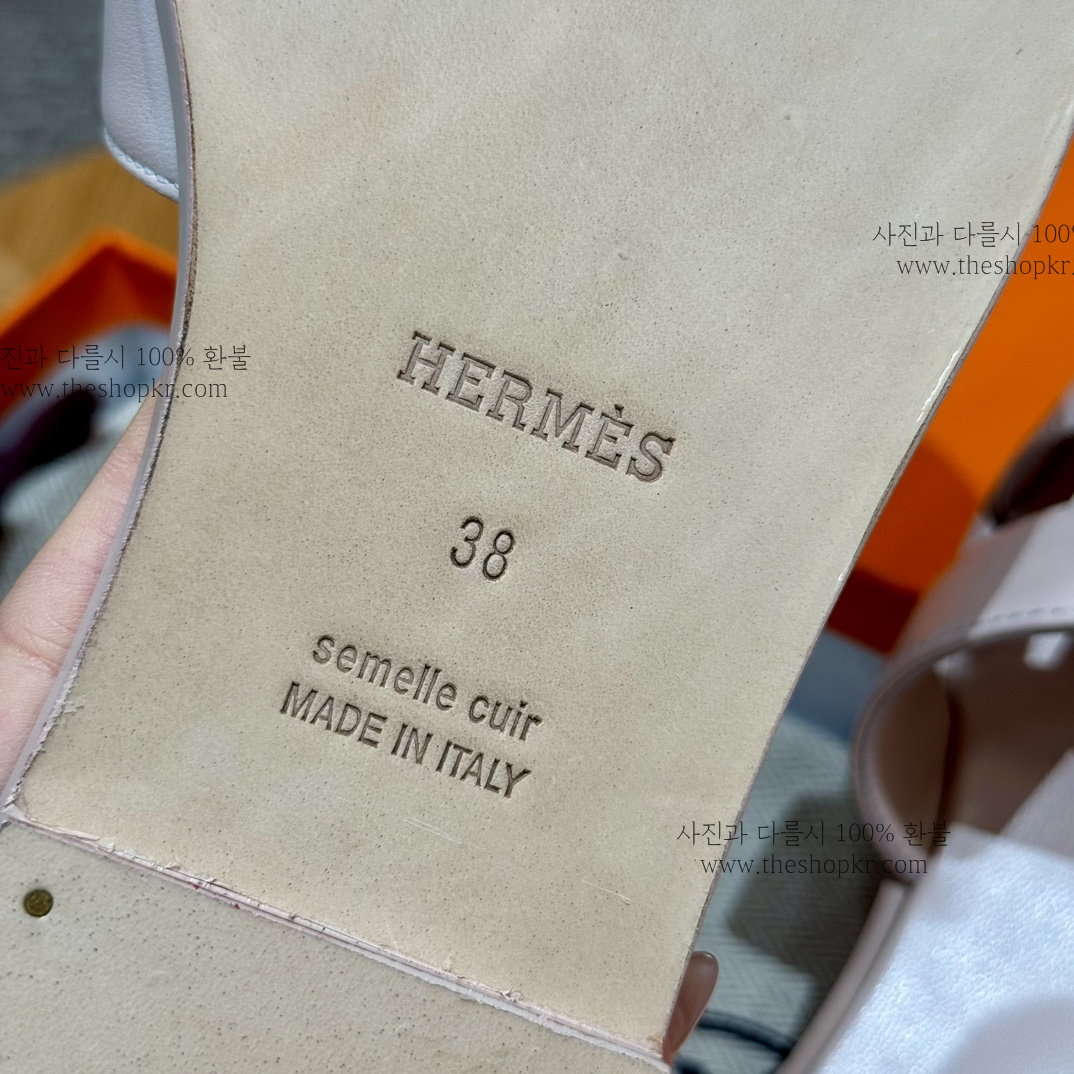 사진과 다를시 100%
www.theshopkr.
진과 다를시 100% 환불
www.theshopkr.com
HERMÈS
38
semelle cuir
MADE IN ITALY
사진과 다를시 100% 환불
www.theshopkr.com